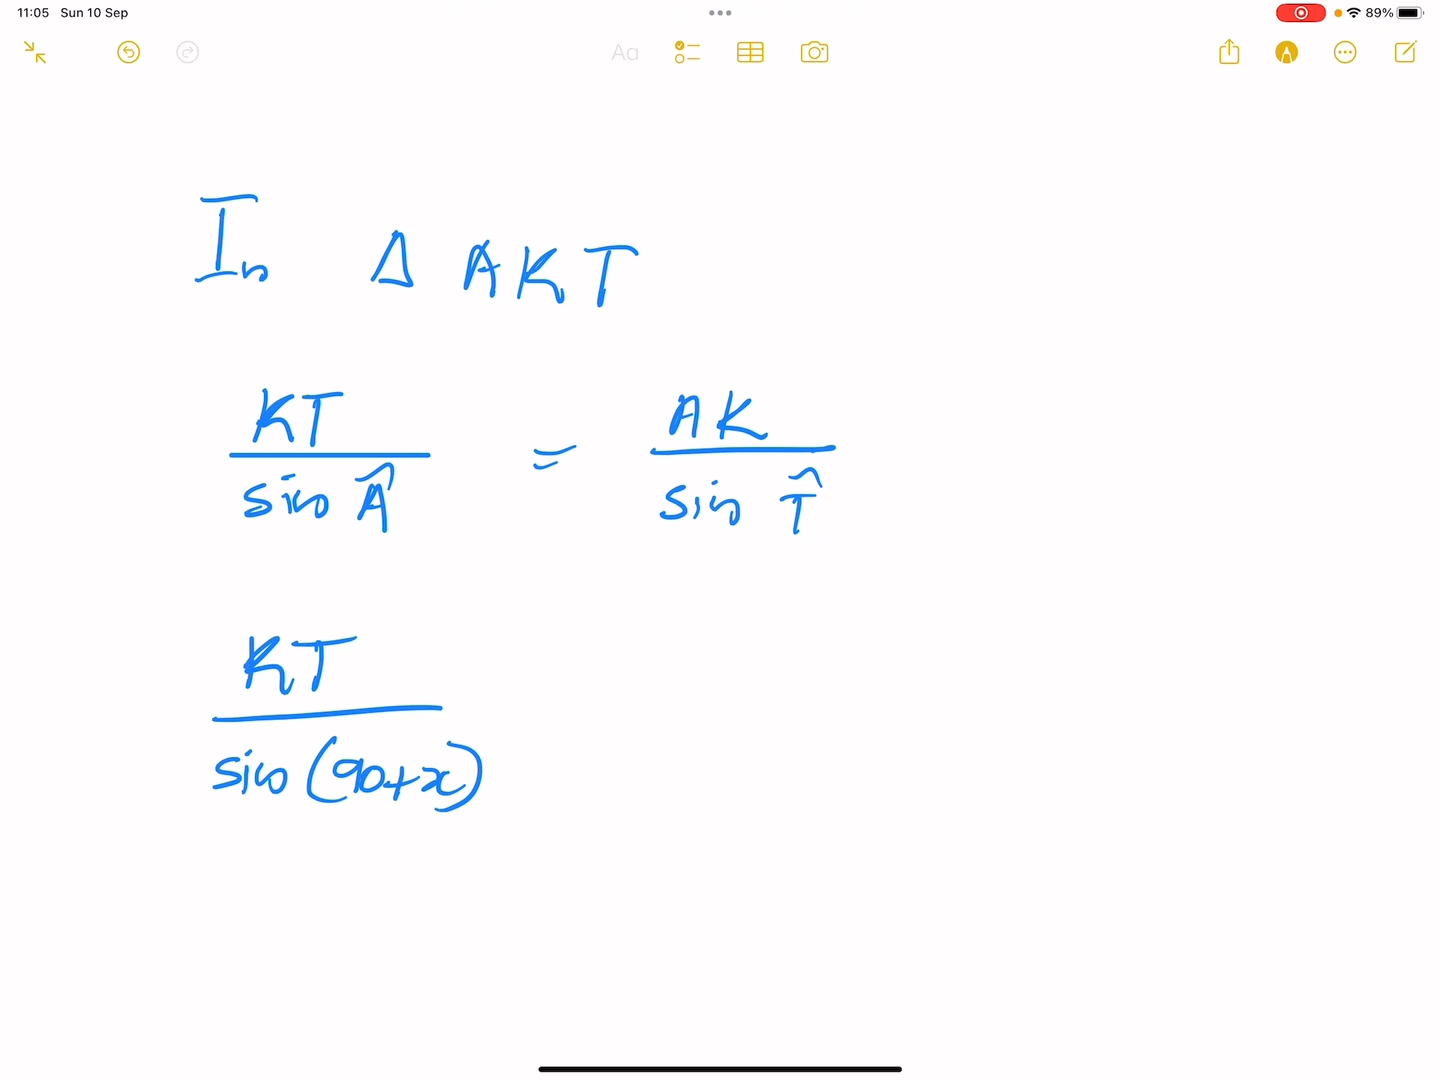 11:05 Sun 10 Sep 89%
Aa
In Δ AKT
KT / sin Â = AK / sin T̂
KT / sin (90+x)